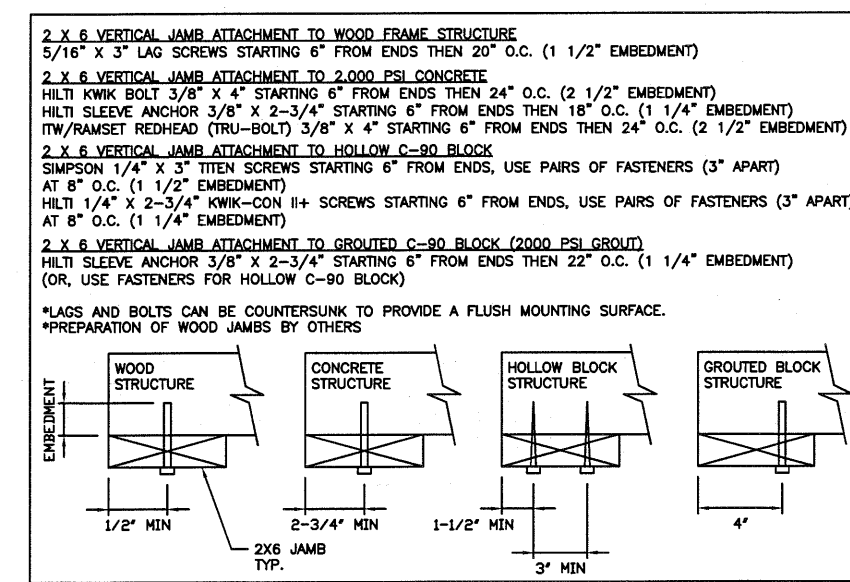 2 X 6 VERTICAL JAMB ATTACHMENT TO WOOD FRAME STRUCTURE
5/16" X 3" LAG SCREWS STARTING 6" FROM ENDS THEN 20" O.C. (1 1/2" EMBEDMENT)
2 X 6 VERTICAL JAMB ATTACHMENT TO 2,000 PSI CONCRETE
HILTI KWIK BOLT 3/8" X 4" STARTING 6" FROM ENDS THEN 24" O.C. (2 1/2" EMBEDMENT)
HILTI SLEEVE ANCHOR 3/8" X 2-3/4" STARTING 6" FROM ENDS THEN 18" O.C. (1 1/4" EMBEDMENT)
ITW/RAMSET REDHEAD (TRU-BOLT) 3/8" X 4" STARTING 6" FROM ENDS THEN 24" O.C. (2 1/2" EMBEDMENT)
2 X 6 VERTICAL JAMB ATTACHMENT TO HOLLOW C-90 BLOCK
SIMPSON 1/4" X 3" TITEN SCREWS STARTING 6" FROM ENDS, USE PAIRS OF FASTENERS (3" APART)
AT 8" O.C. (1 1/2" EMBEDMENT)
HILTI 1/4" X 2-3/4" KWIK-CON II+ SCREWS STARTING 6" FROM ENDS, USE PAIRS OF FASTENERS (3" APART)
AT 8" O.C. (1 1/4" EMBEDMENT)
2 X 6 VERTICAL JAMB ATTACHMENT TO GROUTED C-90 BLOCK (2000 PSI GROUT)
HILTI SLEEVE ANCHOR 3/8" X 2-3/4" STARTING 6" FROM ENDS THEN 22" O.C. (1 1/4" EMBEDMENT)
(OR, USE FASTENERS FOR HOLLOW C-90 BLOCK)
*LAGS AND BOLTS CAN BE COUNTERSUNK TO PROVIDE A FLUSH MOUNTING SURFACE.
*PREPARATION OF WOOD JAMBS BY OTHERS
WOOD
STRUCTURE
CONCRETE
STRUCTURE
HOLLOW BLOCK
STRUCTURE
GROUTED BLOCK
STRUCTURE
EMBEDMENT
1/2" MIN
2-3/4" MIN
1-1/2" MIN
4"
2X6 JAMB
TYP.
3" MIN